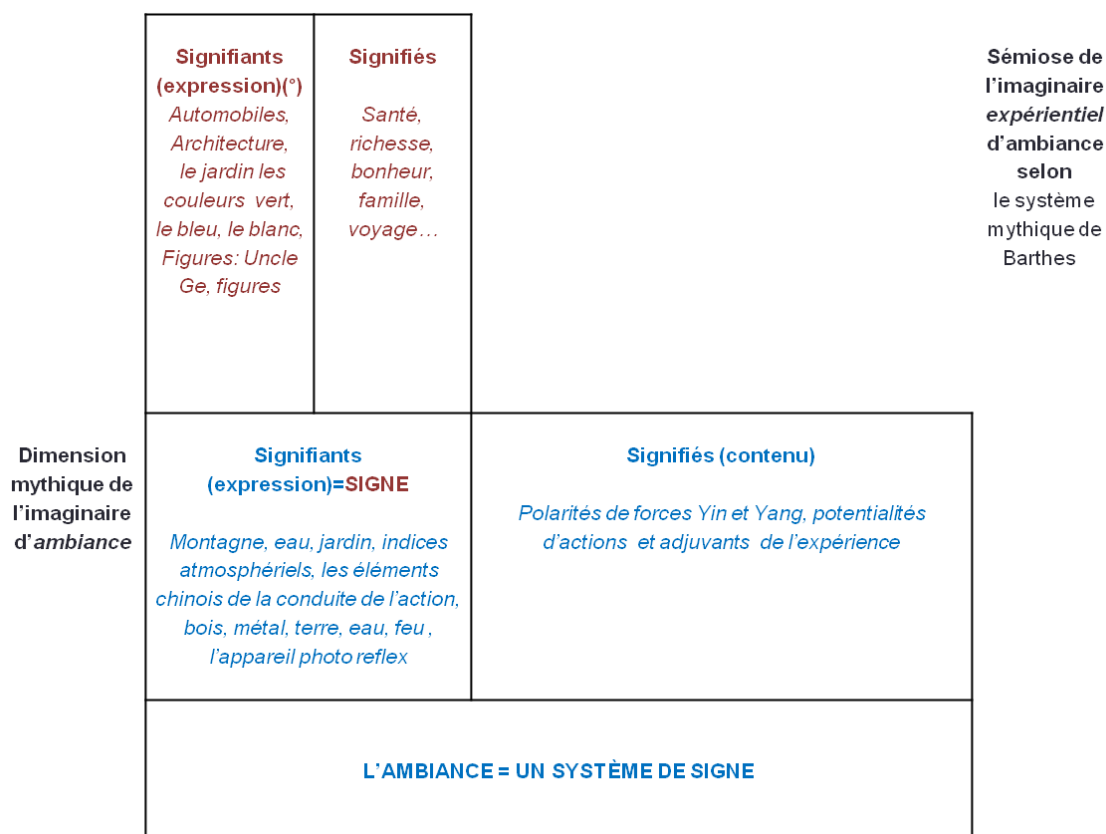 Signifiants
(expression)(°)
Automobiles,
Architecture,
le jardin les
couleurs vert,
le bleu, le blanc,
Figures: Uncle
Ge, figures
Signifiés
Santé,
richesse,
bonheur,
famille,
voyage…
Sémiose de
l’imaginaire
expérientiel
d’ambiance
selon
le système
mythique de
Barthes
Dimension
mythique de
l’imaginaire
d’ambiance
Signifiants
(expression)=SIGNE
Montagne, eau, jardin, indices
atmosphériels, les éléments
chinois de la conduite de l’action,
bois, métal, terre, eau, feu ,
l’appareil photo reflex
Signifiés (contenu)
Polarités de forces Yin et Yang, potentialités
d’actions et adjuvants de l’expérience
L’AMBIANCE = UN SYSTÈME DE SIGNE